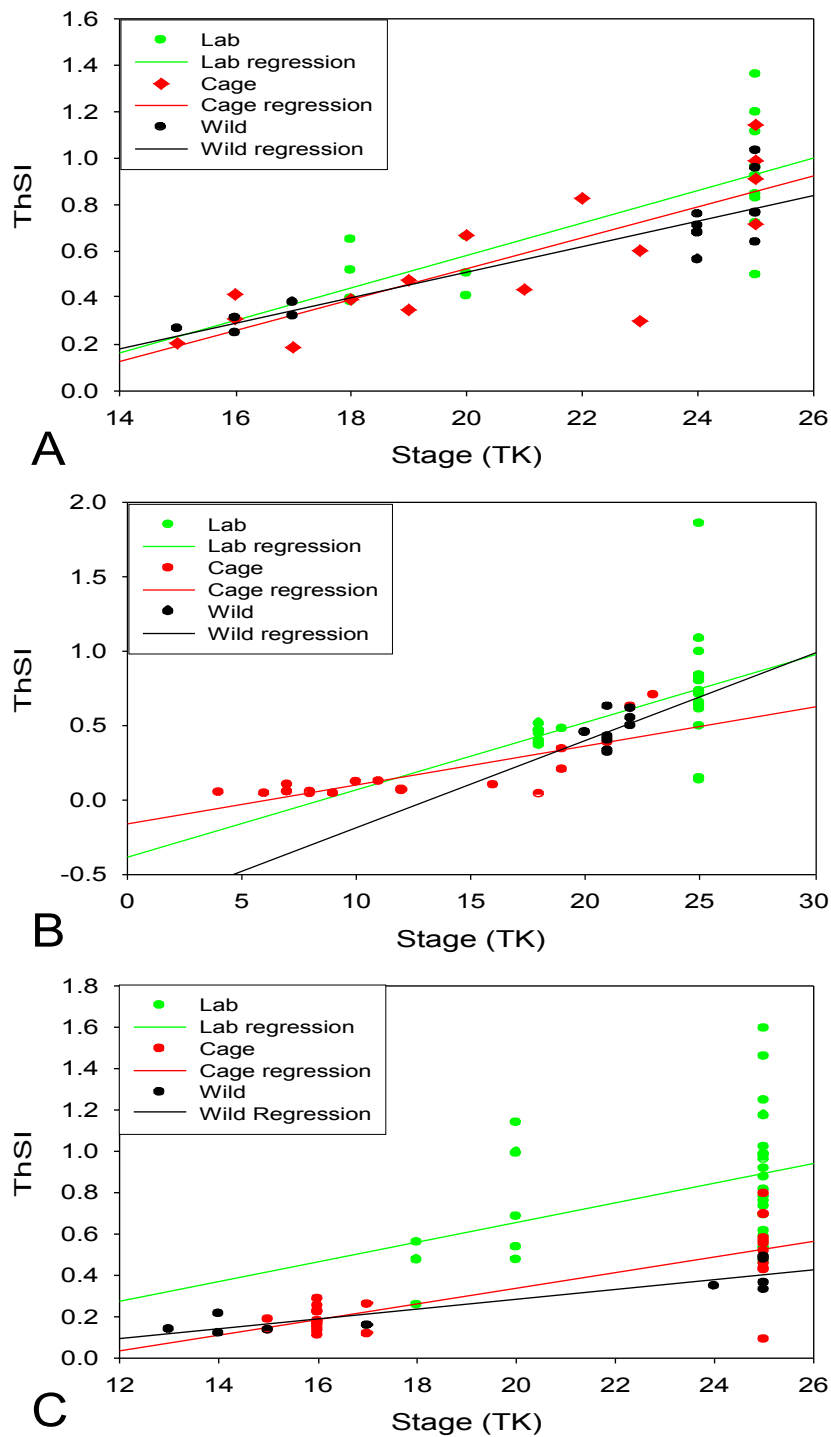 1.6
1.4
1.2
1.0
0.8
0.6
0.4
0.2
0.0
ThSI
Lab
Lab regression
Cage
Cage regression
Wild
Wild regression
14 16 18 20 22 24 26
Stage (TK)
A
2.0
1.5
1.0
0.5
0.0
-0.5
ThSI
Lab
Lab regression
Cage
Cage regression
Wild
Wild regression
0 5 10 15 20 25 30
Stage (TK)
B
1.8
1.6
1.4
1.2
1.0
0.8
0.6
0.4
0.2
0.0
ThSI
Lab
Lab regression
Cage
Cage regression
Wild
Wild Regression
12 14 16 18 20 22 24 26
Stage (TK)
C